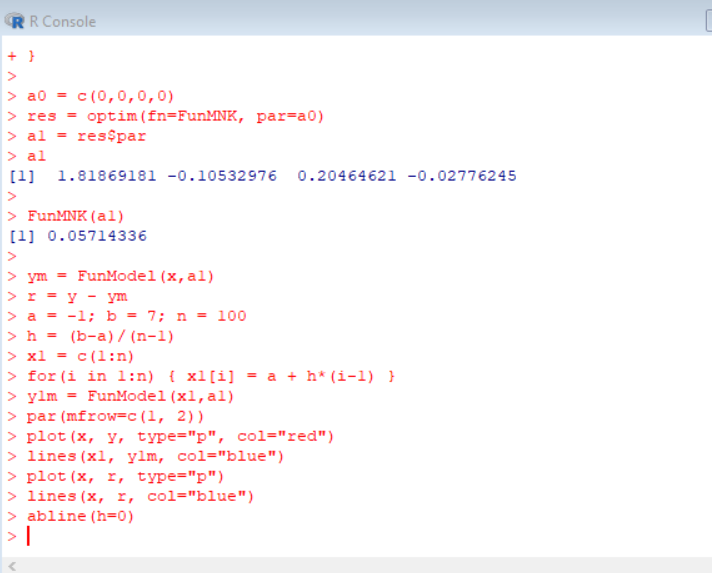 R Console
+ }
>
> a0 = c(0,0,0,0)
> res = optim(fn=FunMNK, par=a0)
> a1 = res$par
> a1
[1]  1.81869181 -0.10532976  0.20464621 -0.02776245
>
> FunMNK(a1)
[1] 0.05714336
>
> ym = FunModel(x,a1)
> r = y - ym
> a = -1; b = 7; n = 100
> h = (b-a)/(n-1)
> x1 = c(1:n)
> for(i in 1:n) { x1[i] = a + h*(i-1) }
> y1m = FunModel(x1,a1)
> par(mfrow=c(1, 2))
> plot(x, y, type="p", col="red")
> lines(x1, y1m, col="blue")
> plot(x, r, type="p")
> lines(x, r, col="blue")
> abline(h=0)
>